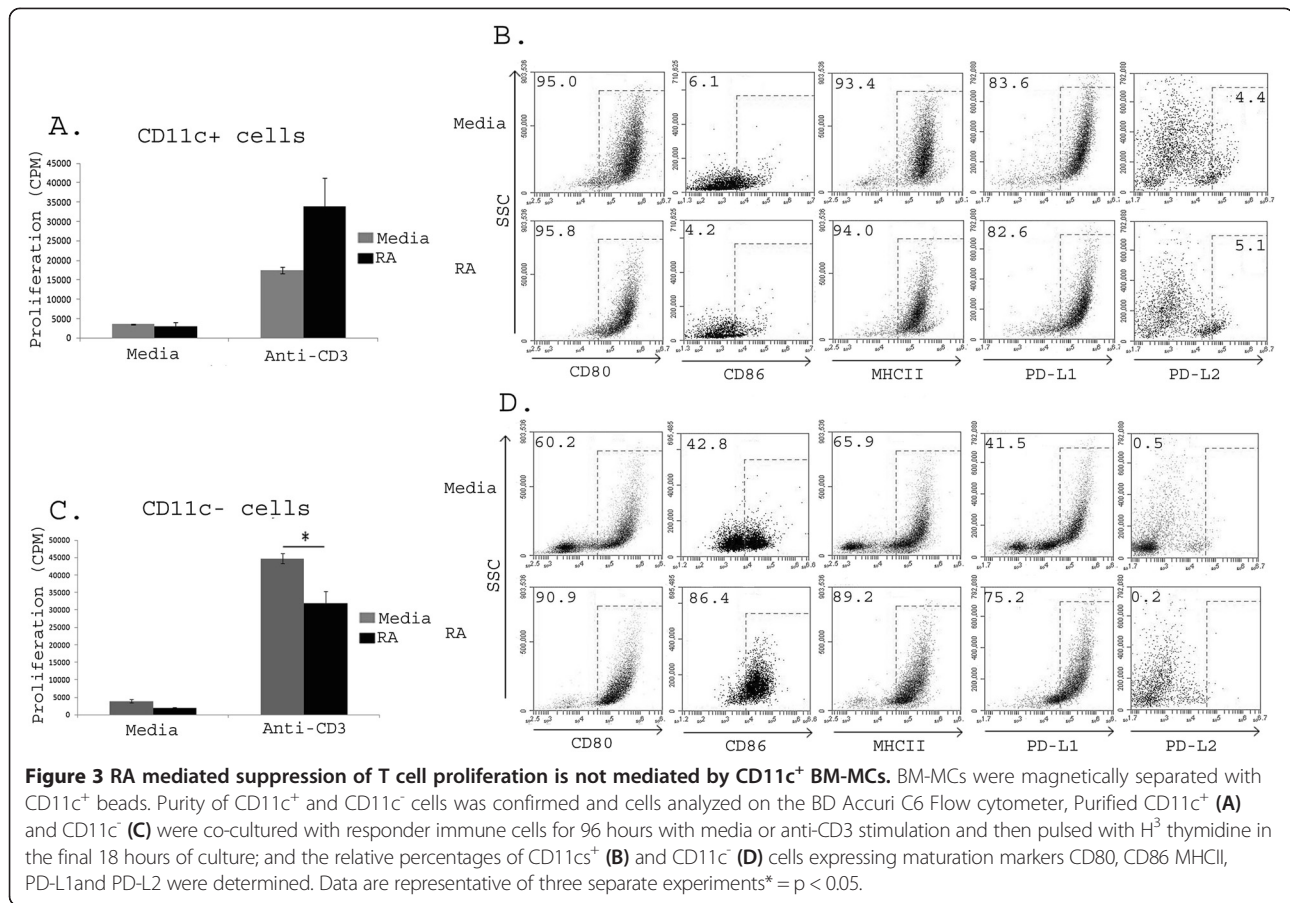 A.
CD11c+ cells
Proliferation (CPM)
45000
40000
35000
30000
25000
20000
15000
10000
5000
0
Media
Anti-CD3
Media
RA
B.
SSC
Media
95.0
6.1
93.4
83.6
4.4
RA
95.8
4.2
94.0
82.6
5.1
CD80
CD86
MHCII
PD-L1
PD-L2
C.
CD11c- cells
Proliferation (CPM)
50000
45000
40000
35000
30000
25000
20000
15000
10000
5000
0
*
Media
Anti-CD3
Media
RA
D.
SSC
Media
60.2
42.8
65.9
41.5
0.5
RA
90.9
86.4
89.2
75.2
0.2
CD80
CD86
MHCII
PD-L1
PD-L2
Figure 3 RA mediated suppression of T cell proliferation is not mediated by CD11c⁺ BM-MCs. BM-MCs were magnetically separated with
CD11c⁺ beads. Purity of CD11c⁺ and CD11c⁻ cells was confirmed and cells analyzed on the BD Accuri C6 Flow cytometer, Purified CD11c⁺ (A)
and CD11c⁻ (C) were co-cultured with responder immune cells for 96 hours with media or anti-CD3 stimulation and then pulsed with H³ thymidine in
the final 18 hours of culture; and the relative percentages of CD11cs⁺ (B) and CD11c⁻ (D) cells expressing maturation markers CD80, CD86 MHCII,
PD-L1and PD-L2 were determined. Data are representative of three separate experiments* = p < 0.05.